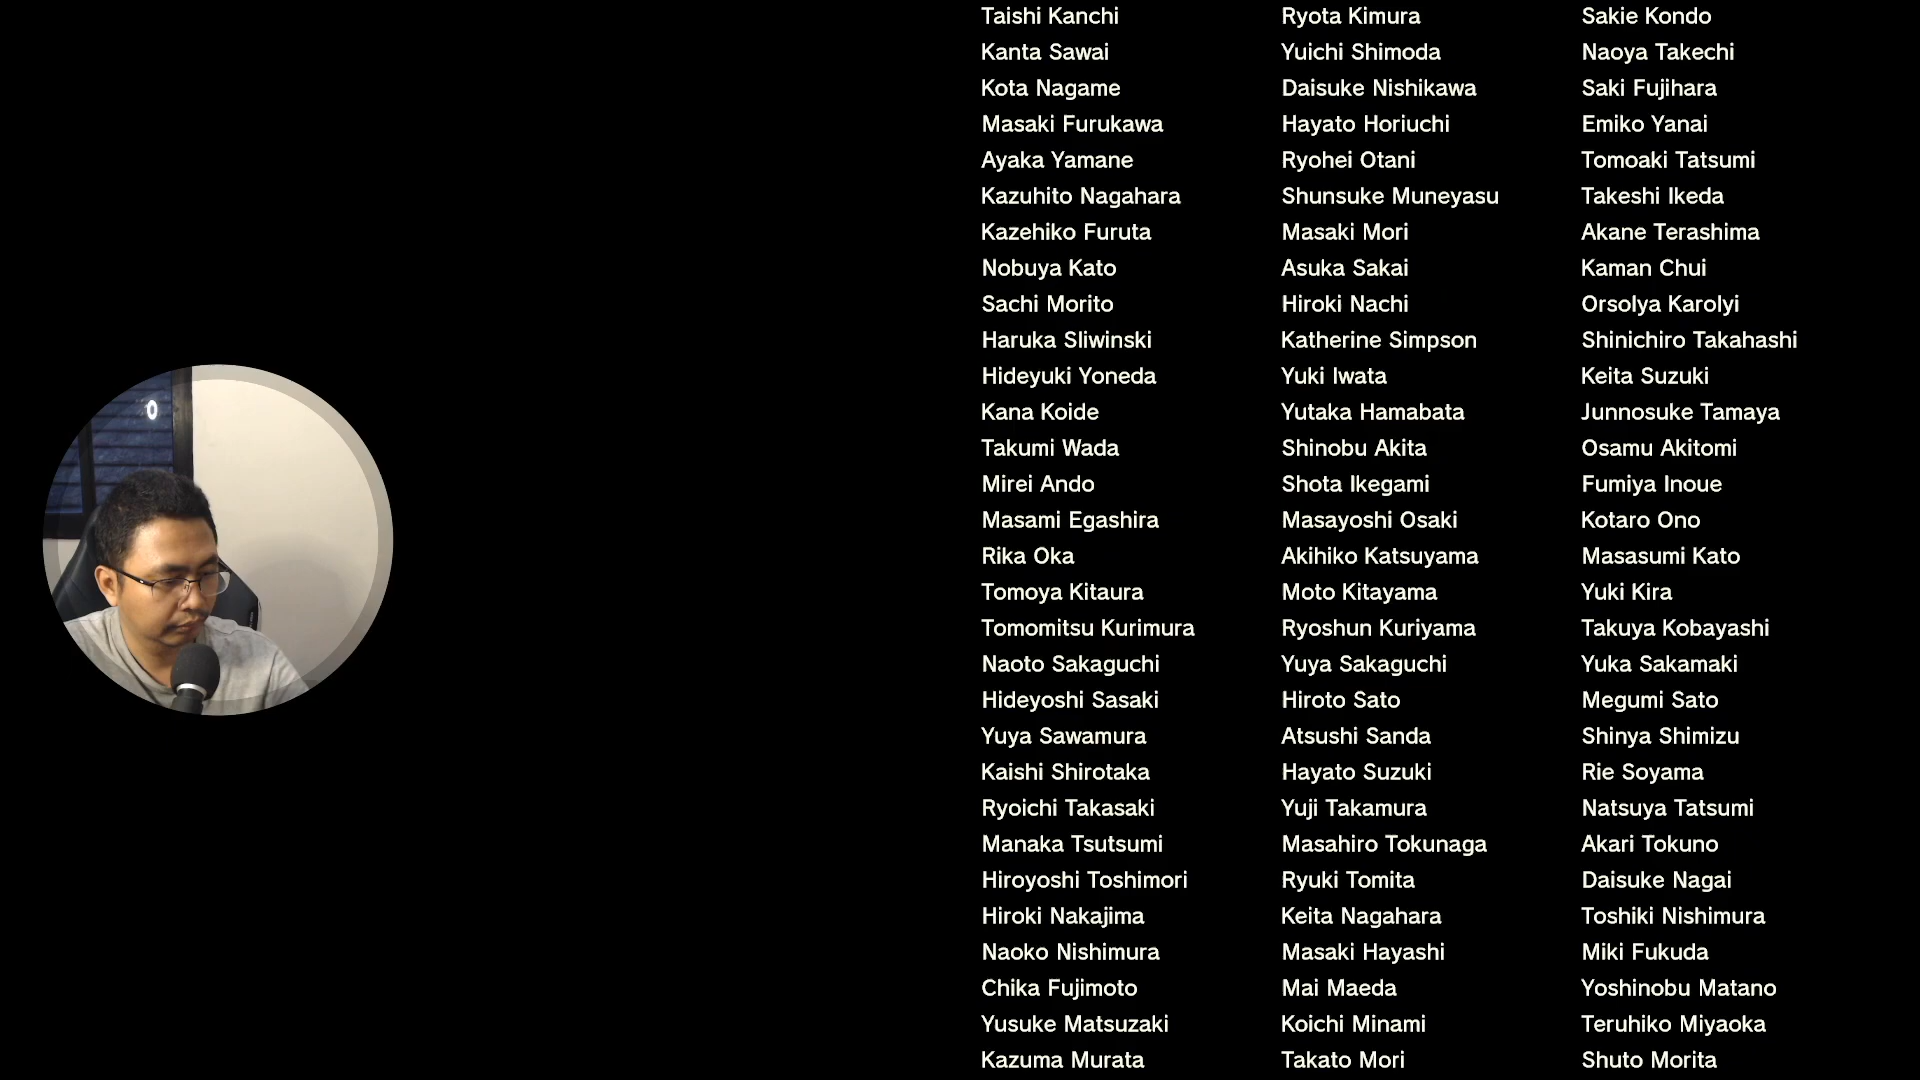 Taishi Kanchi Ryota Kimura Sakie Kondo
Kanta Sawai Yuichi Shimoda Naoya Takechi
Kota Nagame Daisuke Nishikawa Saki Fujihara
Masaki Furukawa Hayato Horiuchi Emiko Yanai
Ayaka Yamane Ryohei Otani Tomoaki Tatsumi
Kazuhito Nagahara Shunsuke Muneyasu Takeshi Ikeda
Kazehiko Furuta Masaki Mori Akane Terashima
Nobuya Kato Asuka Sakai Kaman Chui
Sachi Morito Hiroki Nachi Orsolya Karolyi
Haruka Sliwinski Katherine Simpson Shinichiro Takahashi
Hideyuki Yoneda Yuki Iwata Keita Suzuki
Kana Koide Yutaka Hamabata Junnosuke Tamaya
Takumi Wada Shinobu Akita Osamu Akitomi
Mirei Ando Shota Ikegami Fumiya Inoue
Masami Egashira Masayoshi Osaki Kotaro Ono
Rika Oka Akihiko Katsuyama Masasumi Kato
Tomoya Kitaura Moto Kitayama Yuki Kira
Tomomitsu Kurimura Ryoshun Kuriyama Takuya Kobayashi
Naoto Sakaguchi Yuya Sakaguchi Yuka Sakamaki
Hideyoshi Sasaki Hiroto Sato Megumi Sato
Yuya Sawamura Atsushi Sanda Shinya Shimizu
Kaishi Shirotaka Hayato Suzuki Rie Soyama
Ryoichi Takasaki Yuji Takamura Natsuya Tatsumi
Manaka Tsutsumi Masahiro Tokunaga Akari Tokuno
Hiroyoshi Toshimori Ryuki Tomita Daisuke Nagai
Hiroki Nakajima Keita Nagahara Toshiki Nishimura
Naoko Nishimura Masaki Hayashi Miki Fukuda
Chika Fujimoto Mai Maeda Yoshinobu Matano
Yusuke Matsuzaki Koichi Minami Teruhiko Miyaoka
Kazuma Murata Takato Mori Shuto Morita